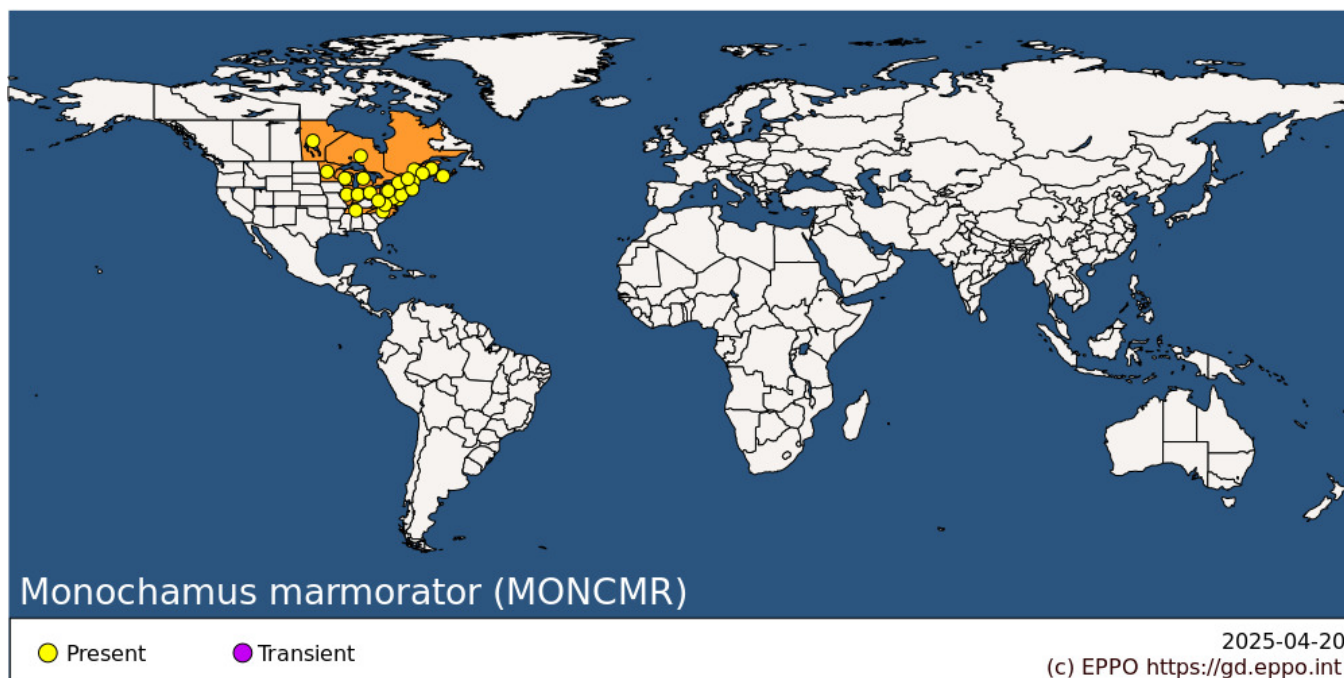 Monochamus marmorator (MONCMR)
Present
Transient
2025-04-20
(c) EPPO https://gd.eppo.int